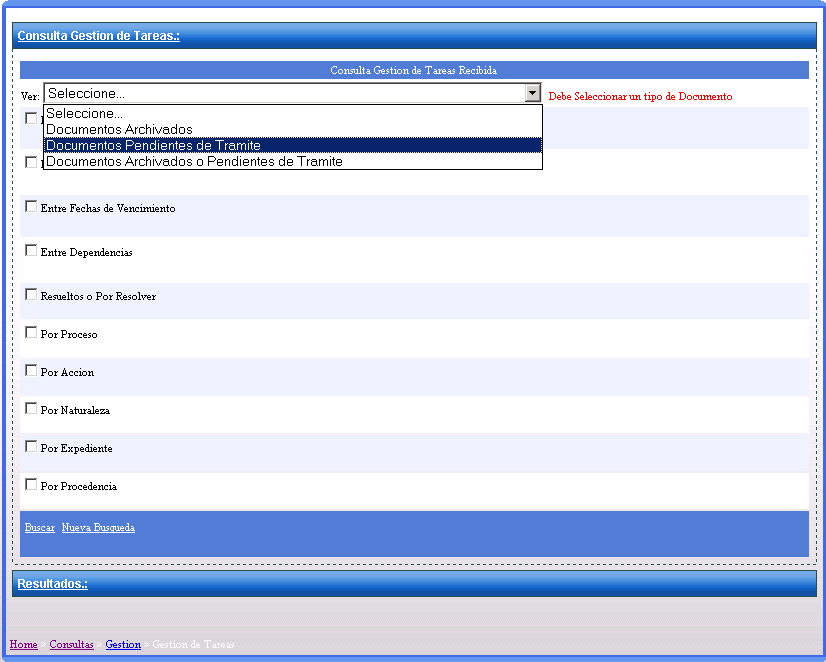 Consulta Gestion de Tareas.:
Consulta Gestion de Tareas Recibida
Ver: Seleccione... Debe Seleccionar un tipo de Documento
Seleccione...
Documentos Archivados
Documentos Pendientes de Tramite
Documentos Archivados o Pendientes de Tramite
Entre Fechas de Vencimiento
Entre Dependencias
Resueltos o Por Resolver
Por Proceso
Por Accion
Por Naturaleza
Por Expediente
Por Procedencia
Buscar Nueva Busqueda
Resultados.:
Home > Consultas > Gestion > Gestion de Tareas